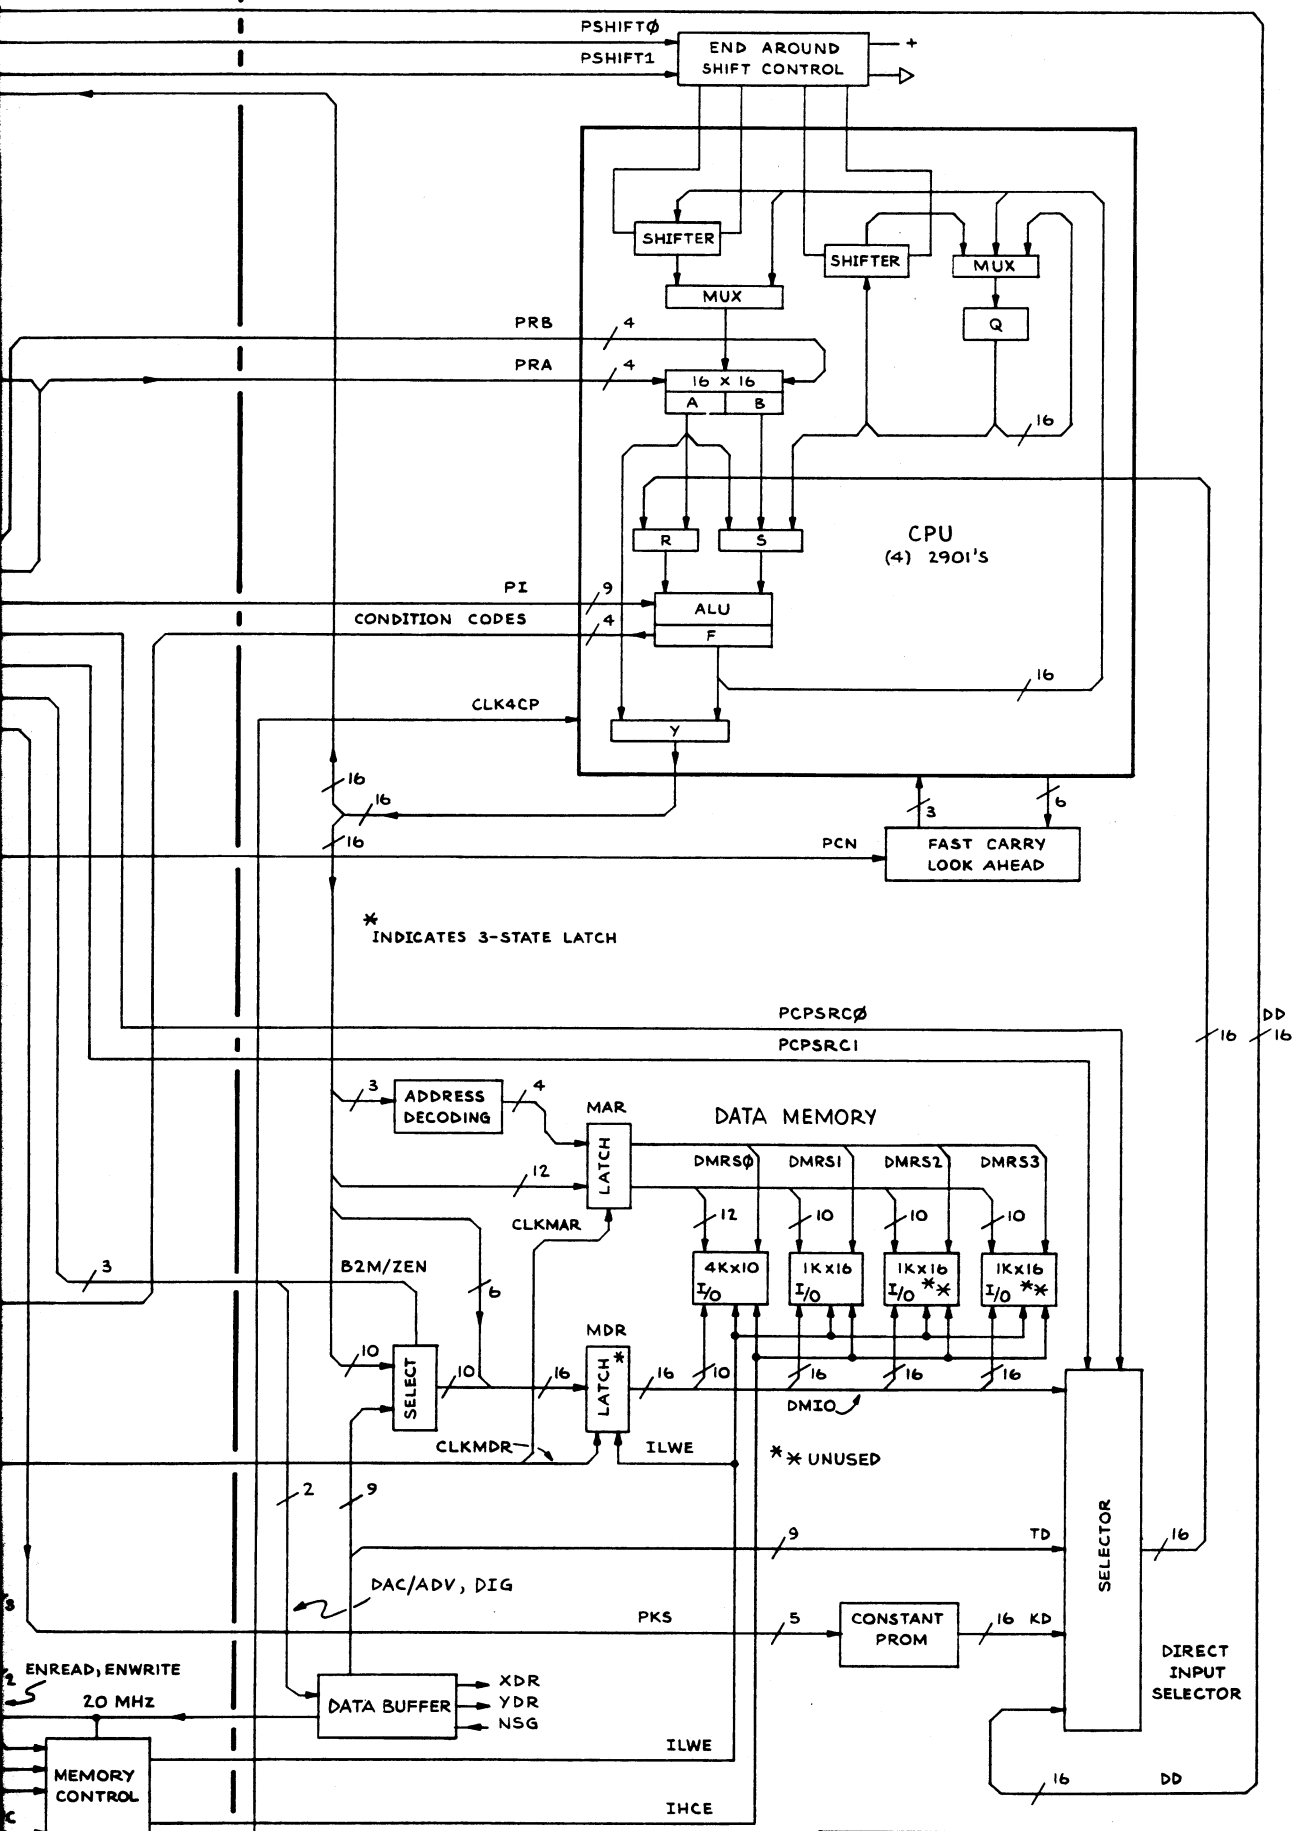 PSHIFTØ
PSHIFT1
END AROUND
SHIFT CONTROL
+
SHIFTER
SHIFTER
MUX
MUX
Q
PRB
4
PRA
4
16 X 16
A
B
16
R
S
CPU
(4) 2901'S
PI
9
ALU
CONDITION CODES
4
F
16
CLK4CP
Y
16
16
16
3
6
PCN
FAST CARRY
LOOK AHEAD
*
INDICATES 3-STATE LATCH
PCPSRCØ
DD
16
16
PCPSRC1
3
ADDRESS
DECODING
4
MAR
LATCH
DATA MEMORY
DMRSØ
DMRS1
DMRS2
DMRS3
12
CLKMAR
12
10
10
10
B2M/ZEN
3
6
4KX10
I/O
1KX16
I/O
1KX16
I/O **
1KX16
I/O **
MDR
10
SELECT
10
16
LATCH *
16
10
16
16
16
DMIO
CLKMDR
ILWE
** UNUSED
2
9
9
TD
SELECTOR
16
DAC/ADV, DIG
PKS
5
CONSTANT
PROM
16 KD
DIRECT
INPUT
SELECTOR
ENREAD, ENWRITE
20 MHZ
DATA BUFFER
XDR
YDR
NSG
ILWE
MEMORY
CONTROL
16
DD
IHCE